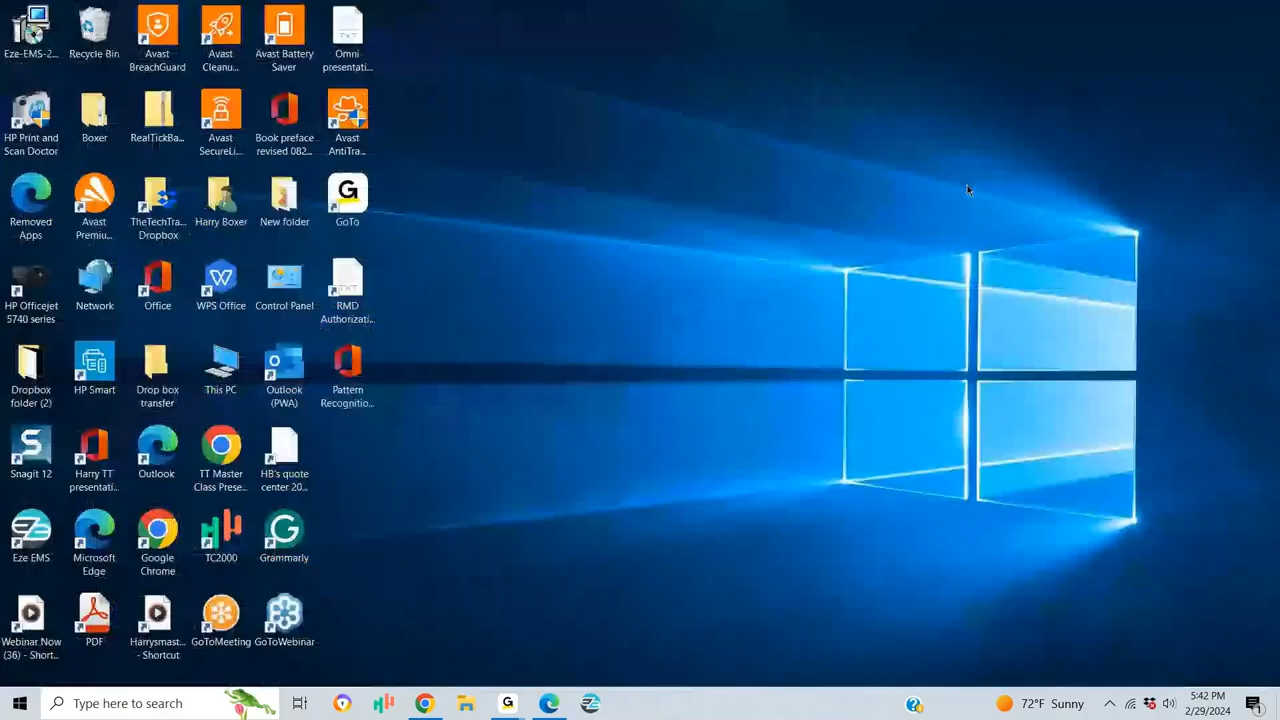 Eze-EMS-2...
Recycle Bin
Avast
BreachGuard
Avast
Cleanu...
Avast Battery
Saver
TXT
Omni
presentati...
HP Print and
Scan Doctor
Boxer
RealTickBa...
Avast
SecureLi...
Book preface
revised 082...
Avast
AntiTra...
Removed
Apps
Avast
Premiu...
TheTechTra...
Dropbox
Harry Boxer
New folder
G
GoTo
HP Officejet
5740 series
Network
Office
W
WPS Office
Control Panel
TXT
RMD
Authorizati...
Dropbox
folder (2)
HP Smart
Drop box
transfer
This PC
Outlook
(PWA)
Pattern
Recognitio...
S
Snagit 12
Harry TT
presentati...
Outlook
TT Master
Class Prese...
HB's quote
center 20...
Eze EMS
Microsoft
Edge
Google
Chrome
TC2000
Grammarly
Webinar.Now
(36) - Short...
PDF
Harrysmast...
- Shortcut
GoToMeeting
GoToWebinar
Type here to search
G
72°F Sunny
5:42 PM
2/29/2024
1